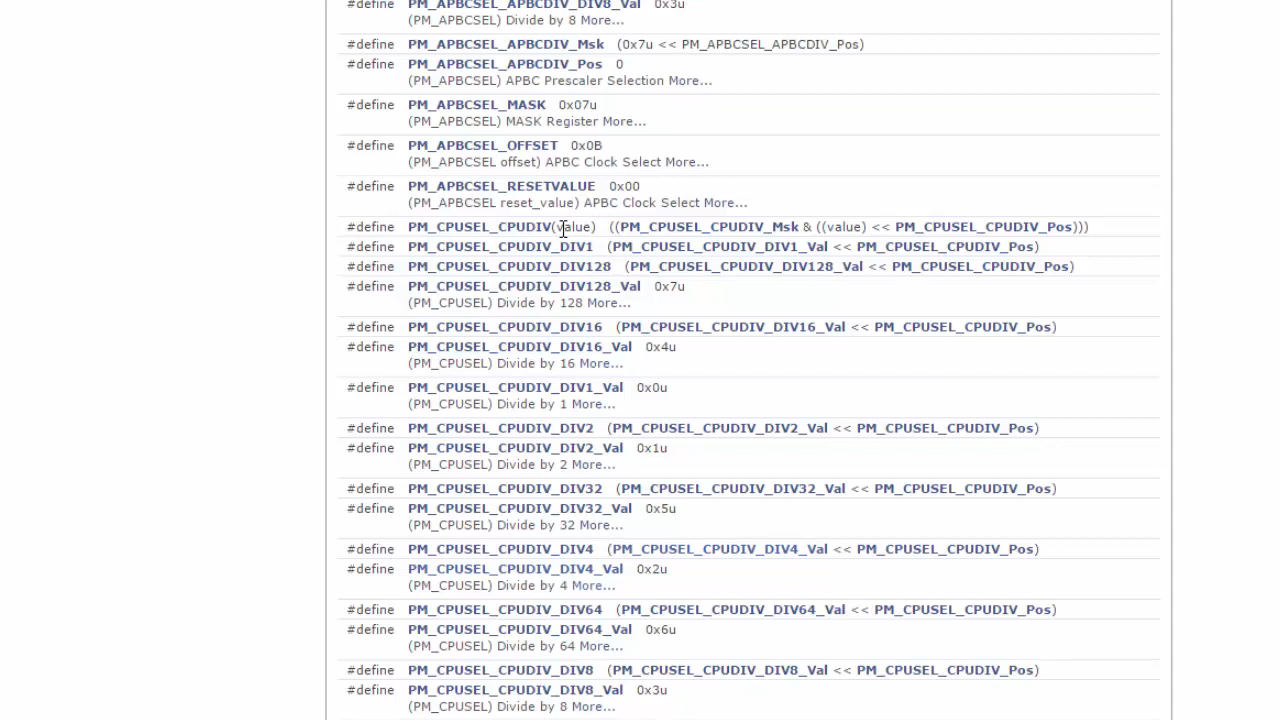 #define PM_APBCSEL_APBCDIV_DIV8_Val 0x3u
(PM_APBCSEL) Divide by 8 More...
#define PM_APBCSEL_APBCDIV_Msk (0x7u << PM_APBCSEL_APBCDIV_Pos)
#define PM_APBCSEL_APBCDIV_Pos 0
(PM_APBCSEL) APBC Prescaler Selection More...
#define PM_APBCSEL_MASK 0x07u
(PM_APBCSEL) MASK Register More...
#define PM_APBCSEL_OFFSET 0x0B
(PM_APBCSEL offset) APBC Clock Select More...
#define PM_APBCSEL_RESETVALUE 0x00
(PM_APBCSEL reset_value) APBC Clock Select More...
#define PM_CPUSEL_CPUDIV(value) ((PM_CPUSEL_CPUDIV_Msk & ((value) << PM_CPUSEL_CPUDIV_Pos)))
#define PM_CPUSEL_CPUDIV_DIV1 (PM_CPUSEL_CPUDIV_DIV1_Val << PM_CPUSEL_CPUDIV_Pos)
#define PM_CPUSEL_CPUDIV_DIV128 (PM_CPUSEL_CPUDIV_DIV128_Val << PM_CPUSEL_CPUDIV_Pos)
#define PM_CPUSEL_CPUDIV_DIV128_Val 0x7u
(PM_CPUSEL) Divide by 128 More...
#define PM_CPUSEL_CPUDIV_DIV16 (PM_CPUSEL_CPUDIV_DIV16_Val << PM_CPUSEL_CPUDIV_Pos)
#define PM_CPUSEL_CPUDIV_DIV16_Val 0x4u
(PM_CPUSEL) Divide by 16 More...
#define PM_CPUSEL_CPUDIV_DIV1_Val 0x0u
(PM_CPUSEL) Divide by 1 More...
#define PM_CPUSEL_CPUDIV_DIV2 (PM_CPUSEL_CPUDIV_DIV2_Val << PM_CPUSEL_CPUDIV_Pos)
#define PM_CPUSEL_CPUDIV_DIV2_Val 0x1u
(PM_CPUSEL) Divide by 2 More...
#define PM_CPUSEL_CPUDIV_DIV32 (PM_CPUSEL_CPUDIV_DIV32_Val << PM_CPUSEL_CPUDIV_Pos)
#define PM_CPUSEL_CPUDIV_DIV32_Val 0x5u
(PM_CPUSEL) Divide by 32 More...
#define PM_CPUSEL_CPUDIV_DIV4 (PM_CPUSEL_CPUDIV_DIV4_Val << PM_CPUSEL_CPUDIV_Pos)
#define PM_CPUSEL_CPUDIV_DIV4_Val 0x2u
(PM_CPUSEL) Divide by 4 More...
#define PM_CPUSEL_CPUDIV_DIV64 (PM_CPUSEL_CPUDIV_DIV64_Val << PM_CPUSEL_CPUDIV_Pos)
#define PM_CPUSEL_CPUDIV_DIV64_Val 0x6u
(PM_CPUSEL) Divide by 64 More...
#define PM_CPUSEL_CPUDIV_DIV8 (PM_CPUSEL_CPUDIV_DIV8_Val << PM_CPUSEL_CPUDIV_Pos)
#define PM_CPUSEL_CPUDIV_DIV8_Val 0x3u
(PM_CPUSEL) Divide by 8 More...